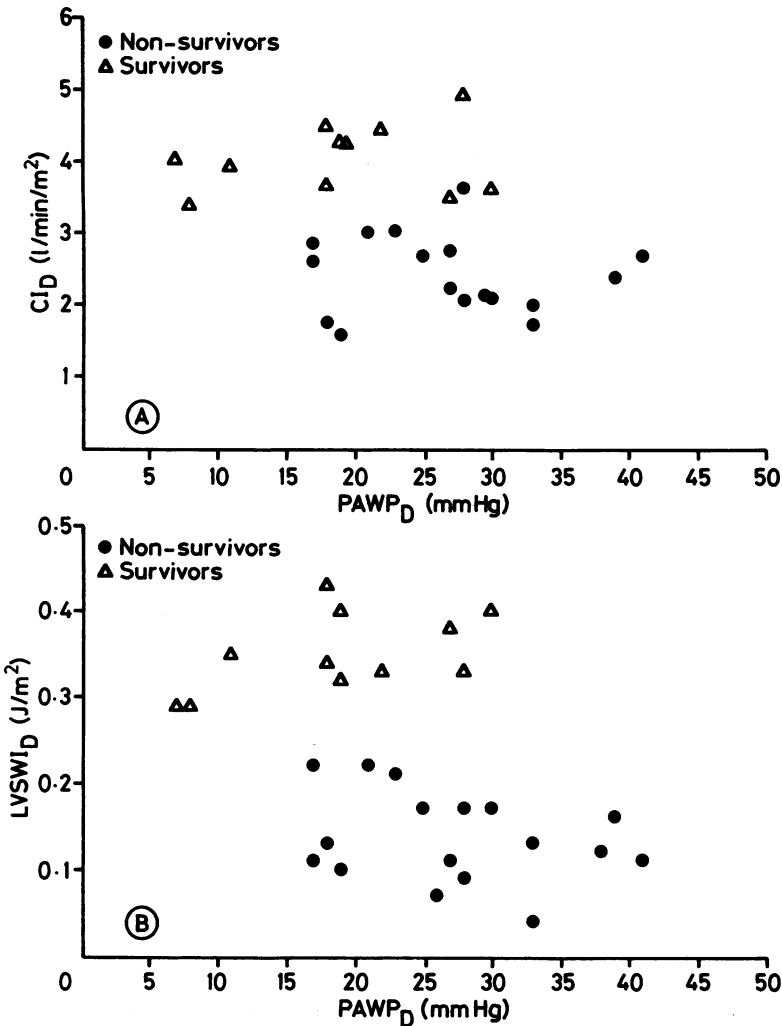 6
● Non-survivors
△ Survivors
5
4
3
2
1
CI_D (l/min/m²)
A
0 5 10 15 20 25 30 35 40 45 50
PAWP_D (mmHg)
0.5
● Non-survivors
△ Survivors
0.4
0.3
0.2
0.1
LVSWI_D (J/m²)
B
0 5 10 15 20 25 30 35 40 45 50
PAWP_D (mmHg)